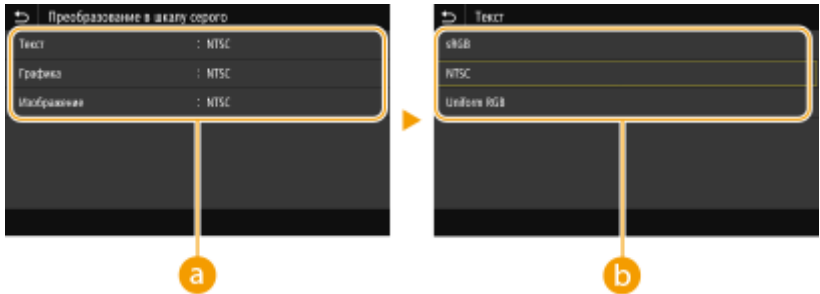 Преобразование в шкалу серого
Текст : NTSC
Графика : NTSC
Изображение : NTSC
a
Текст
sRGB
NTSC
Uniform RGB
b